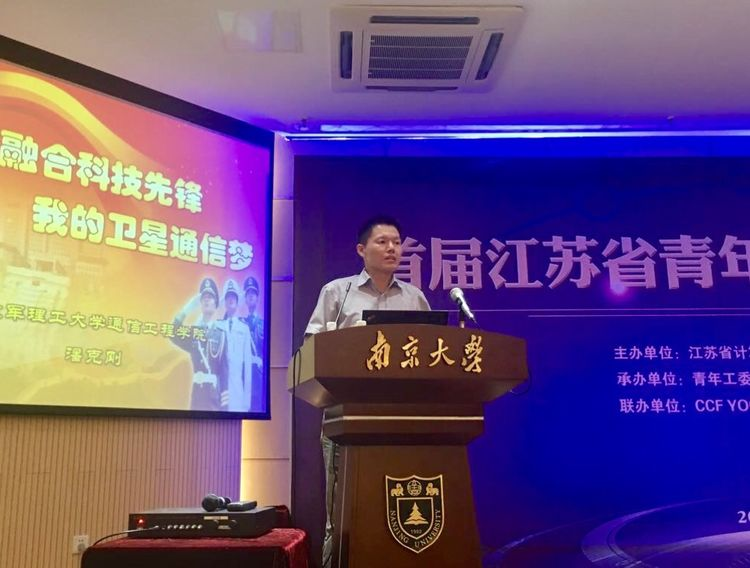 融合科技先锋
我的卫星通信梦
军理工大学通信工程学院
潘克刚
首届江苏省青年
主办单位：江苏省计
承办单位：青年工委
联办单位：CCF YO
南京大學
NANJING UNIVERSITY
1902